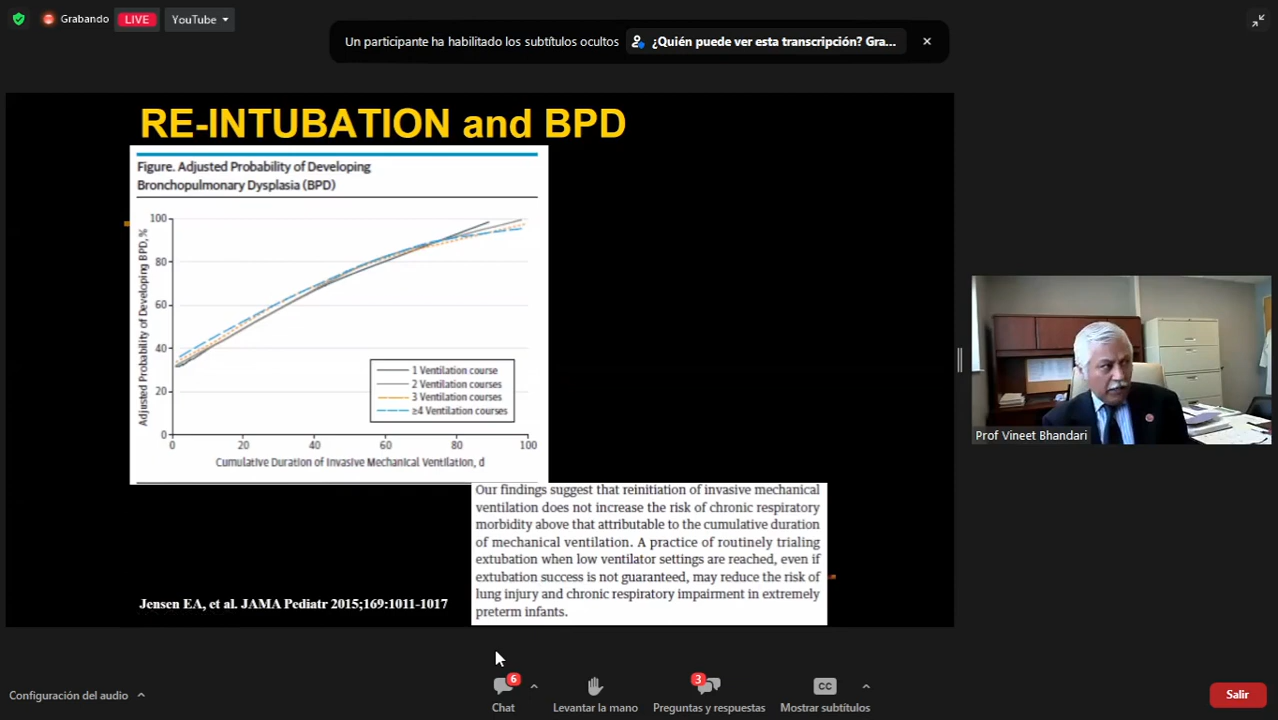 Grabando
LIVE
YouTube
Un participante ha habilitado los subtítulos ocultos
¿Quién puede ver esta transcripción? Gra...
RE-INTUBATION and BPD
Figure. Adjusted Probability of Developing
Bronchopulmonary Dysplasia (BPD)
Adjusted Probability of Developing BPD, %
100
80
60
40
20
0
1 Ventilation course
2 Ventilation courses
3 Ventilation courses
≥4 Ventilation courses
0 20 40 60 80 100
Cumulative Duration of Invasive Mechanical Ventilation, d
Our findings suggest that reinitiation of invasive mechanical
ventilation does not increase the risk of chronic respiratory
morbidity above that attributable to the cumulative duration
of mechanical ventilation. A practice of routinely trialing
extubation when low ventilator settings are reached, even if
extubation success is not guaranteed, may reduce the risk of
lung injury and chronic respiratory impairment in extremely
preterm infants.
Jensen EA, et al. JAMA Pediatr 2015;169:1011-1017
Prof Vineet Bhandari
Configuración del audio
6
Chat
Levantar la mano
3
Preguntas y respuestas
CC
Mostrar subtítulos
Salir